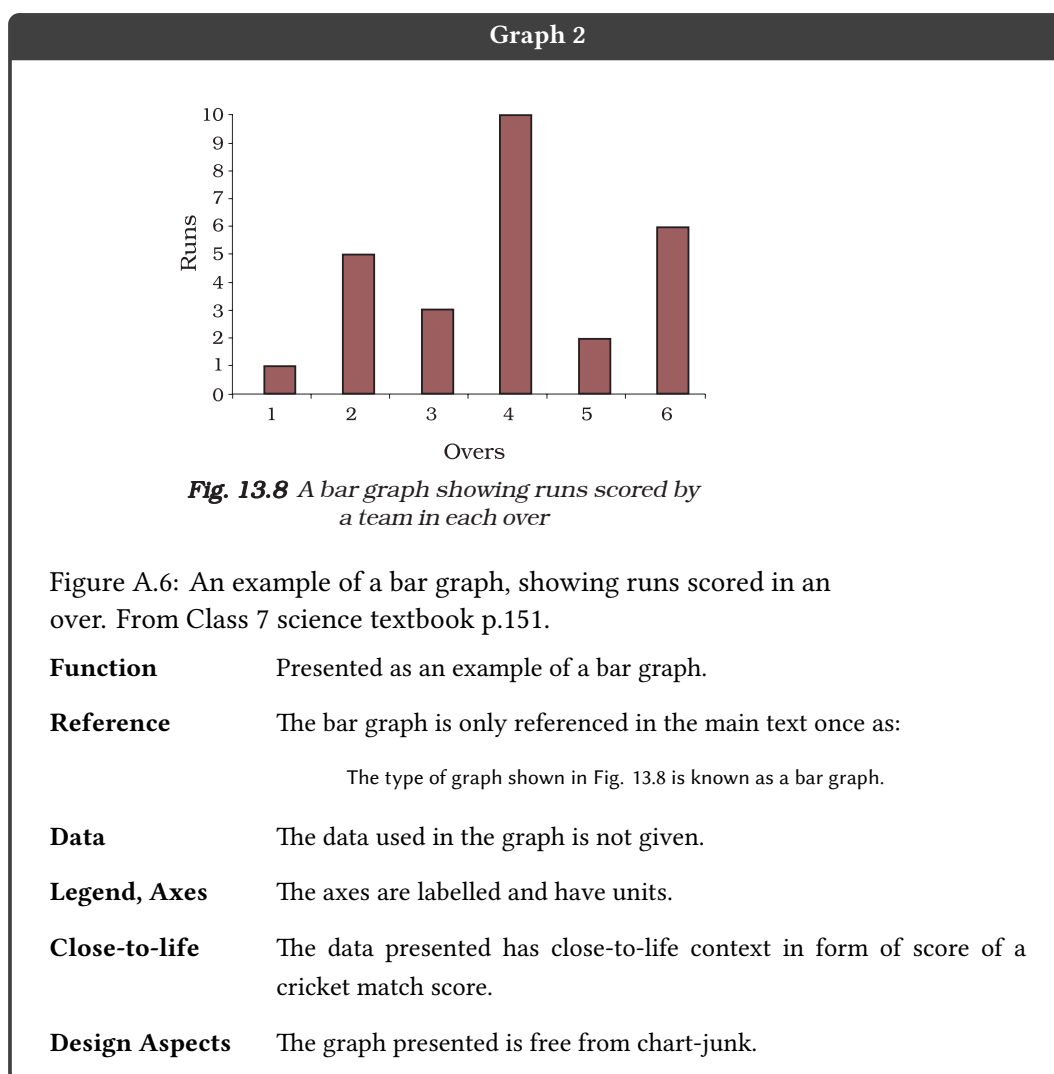 Graph 2
10
9
8
7
6
5
4
3
2
1
0
Runs
1 2 3 4 5 6
Overs
Fig. 13.8 A bar graph showing runs scored by
a team in each over
Figure A.6: An example of a bar graph, showing runs scored in an
over. From Class 7 science textbook p.151.
Function Presented as an example of a bar graph.
Reference The bar graph is only referenced in the main text once as:
The type of graph shown in Fig. 13.8 is known as a bar graph.
Data The data used in the graph is not given.
Legend, Axes The axes are labelled and have units.
Close-to-life The data presented has close-to-life context in form of score of a
cricket match score.
Design Aspects The graph presented is free from chart-junk.